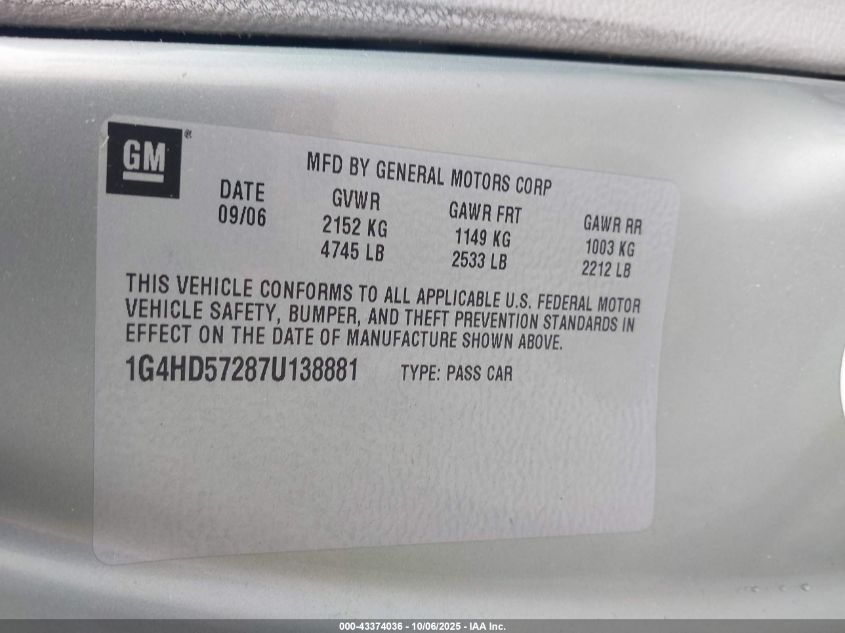 GM®
MFD BY GENERAL MOTORS CORP
DATE GVWR GAWR FRT GAWR RR
09/06 2152 KG 1149 KG 1003 KG
4745 LB 2533 LB 2212 LB
THIS VEHICLE CONFORMS TO ALL APPLICABLE U.S. FEDERAL MOTOR
VEHICLE SAFETY, BUMPER, AND THEFT PREVENTION STANDARDS IN
EFFECT ON THE DATE OF MANUFACTURE SHOWN ABOVE.
1G4HD57287U138881 TYPE: PASS CAR
000-43374036 - 10/06/2025 - IAA Inc.